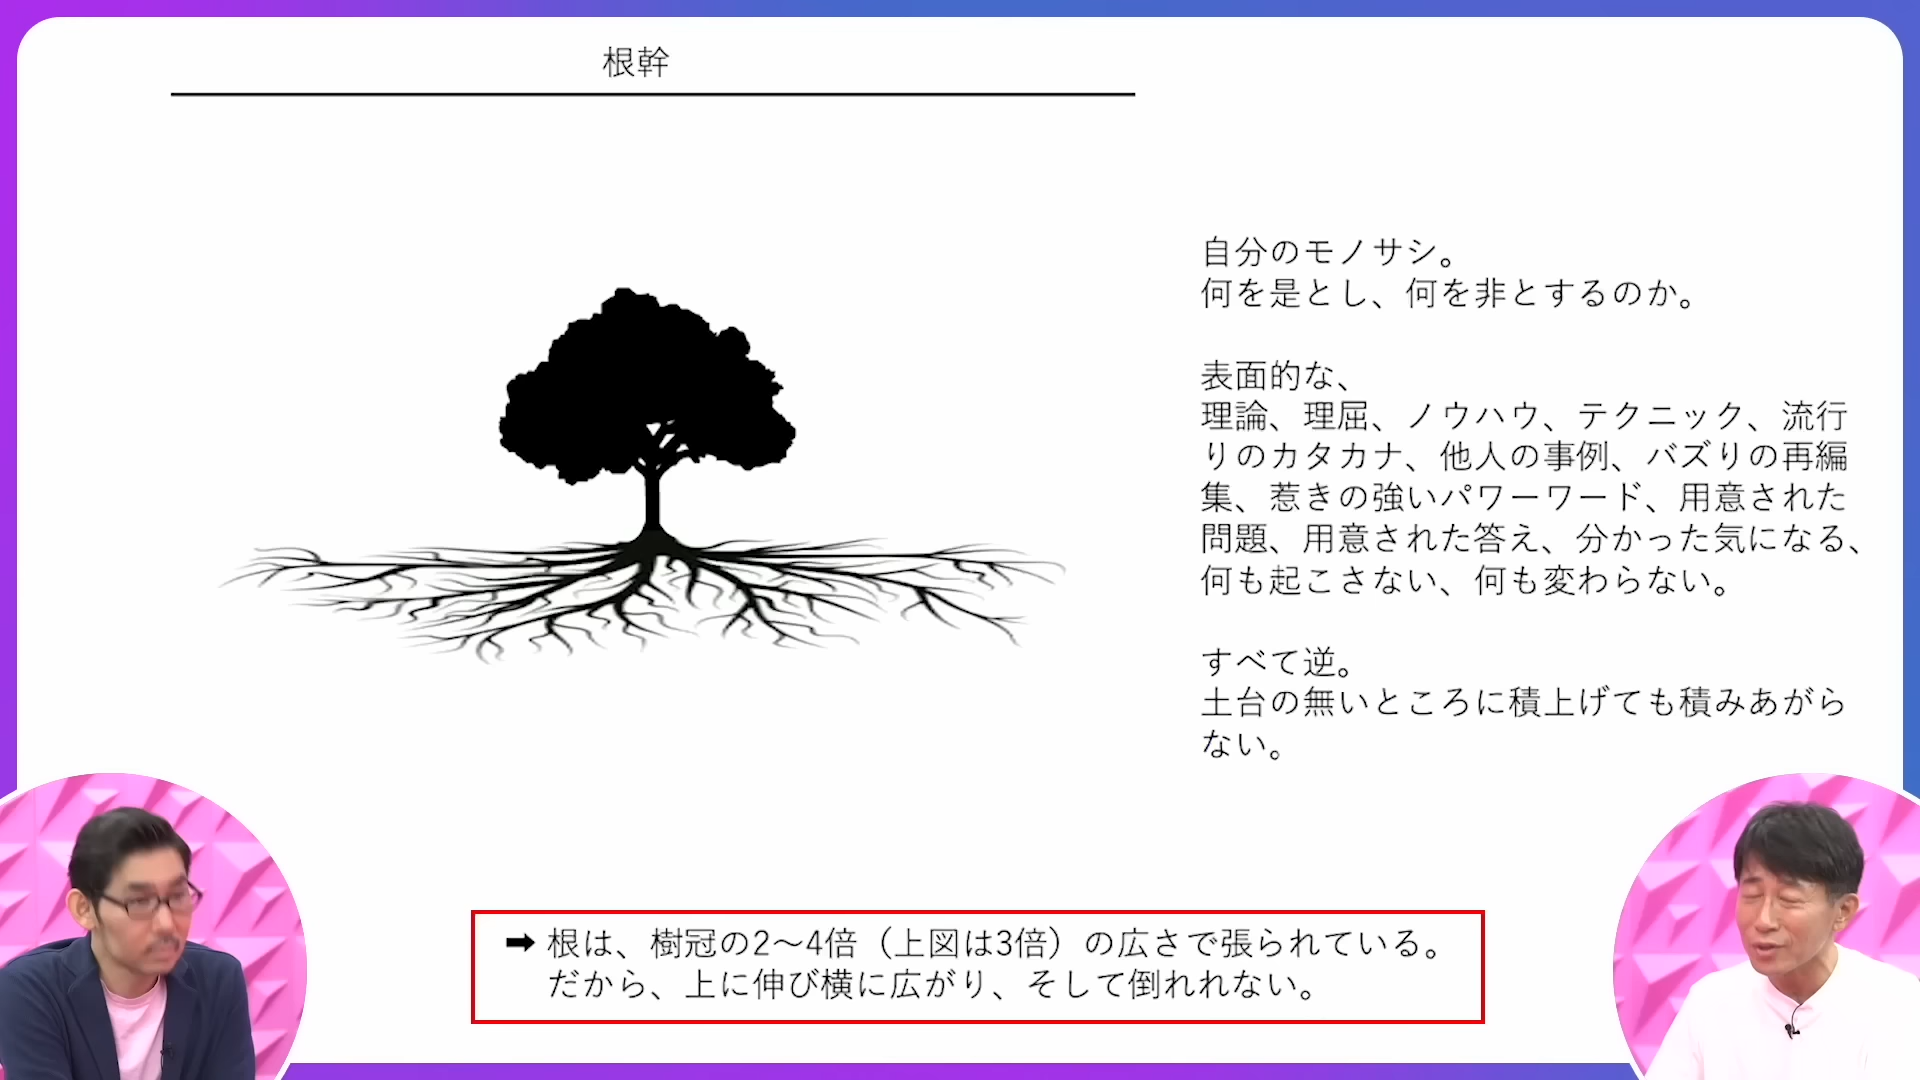 根幹
自分のモノサシ。
何を是とし、何を非とするのか。
表面的な、
理論、理屈、ノウハウ、テクニック、流行
りのカタカナ、他人の事例、バズりの再編
集、惹きの強いパワーワード、用意された
問題、用意された答え、分かった気になる、
何も起こさない、何も変わらない。
すべて逆。
土台の無いところに積上げても積みあがら
ない。
➡ 根は、樹冠の2〜4倍（上図は3倍）の広さで張られている。
だから、上に伸び横に広がり、そして倒れれない。